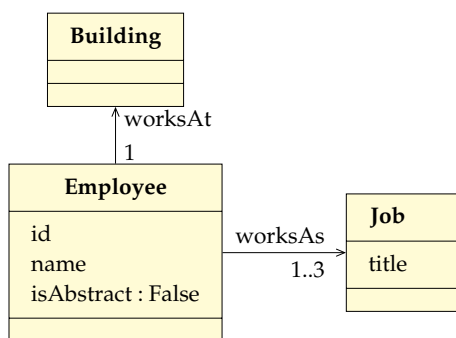 Building
worksAt
1
Employee
id
name
isAbstract : False
worksAs
1..3
Job
title